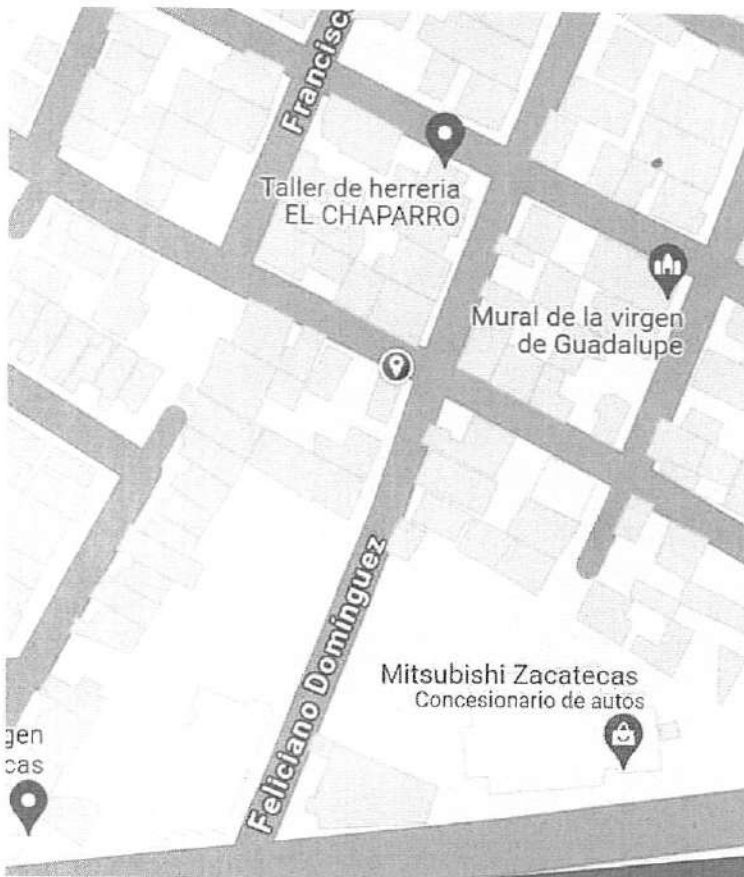 Francisc
Taller de herreria
EL CHAPARRO
Mural de la virgen
de Guadalupe
Feliciano Domínguez
Mitsubishi Zacatecas
Concesionario de autos
gen
cas